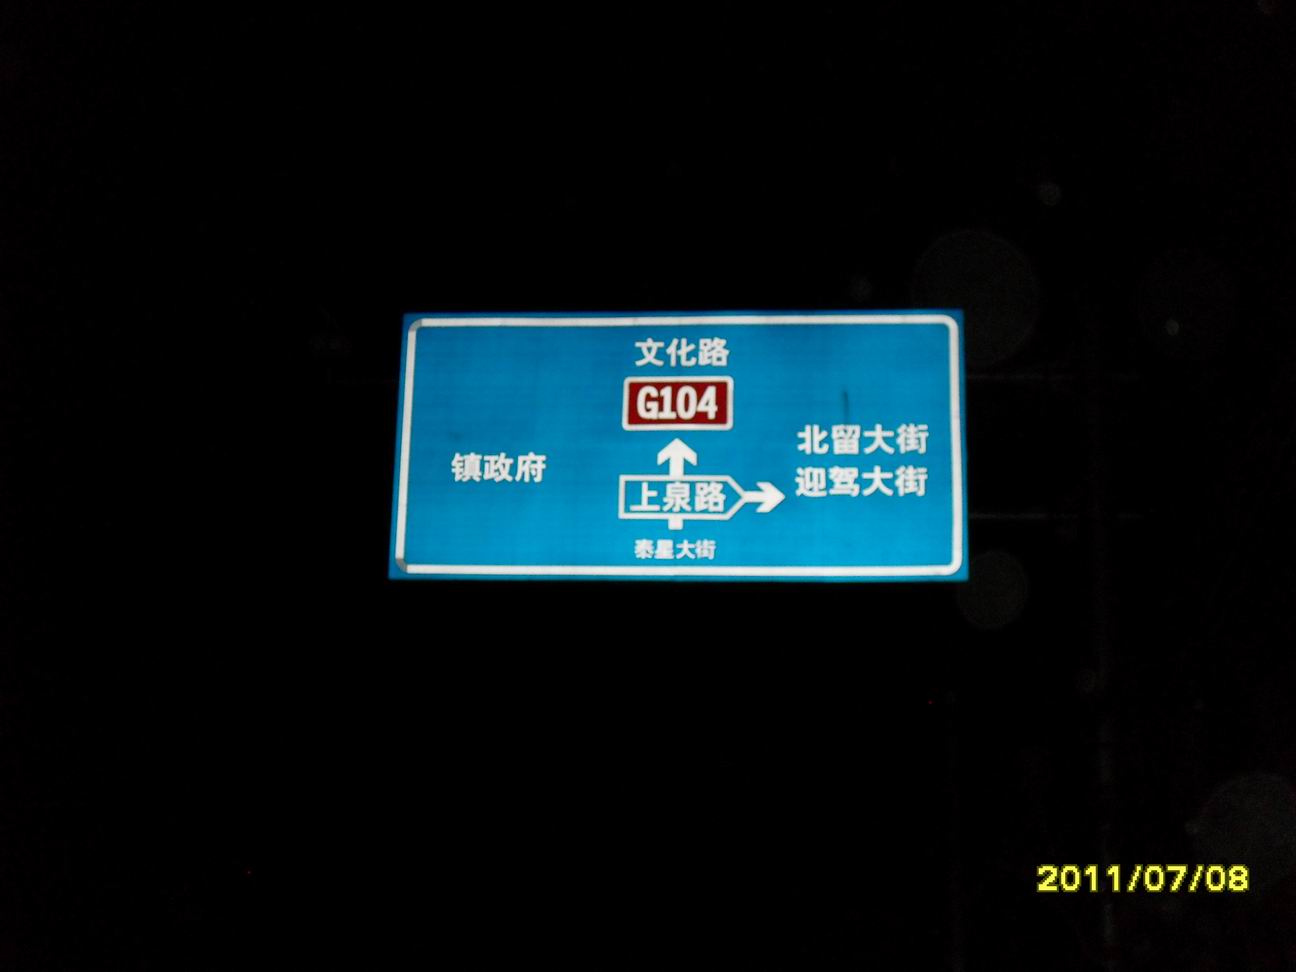 文化路
G104
镇政府
北留大街
迎驾大街
上泉路
泰星大街
2011/07/08